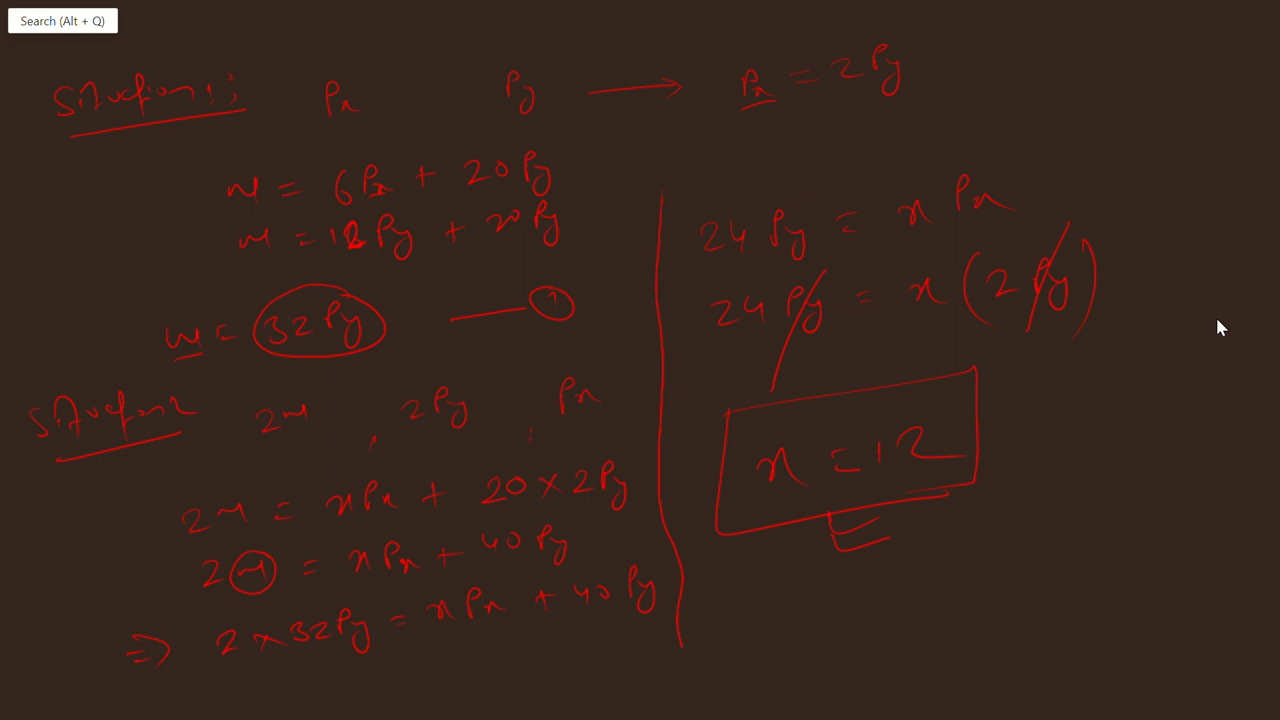 Search (Alt + Q)
Situation 1: Px Py → Px = 2Py
M = 6Px + 20Py
M = 12Py + 20Py
M = 32Py — 1
Situation 2 2M, 2Py, Px
2M = xPx + 20 × 2Py
2M = xPx + 40Py
⇒ 2 × 32Py = xPx + 40Py
24Py = xPx
24Py = x(2Py)
x = 12